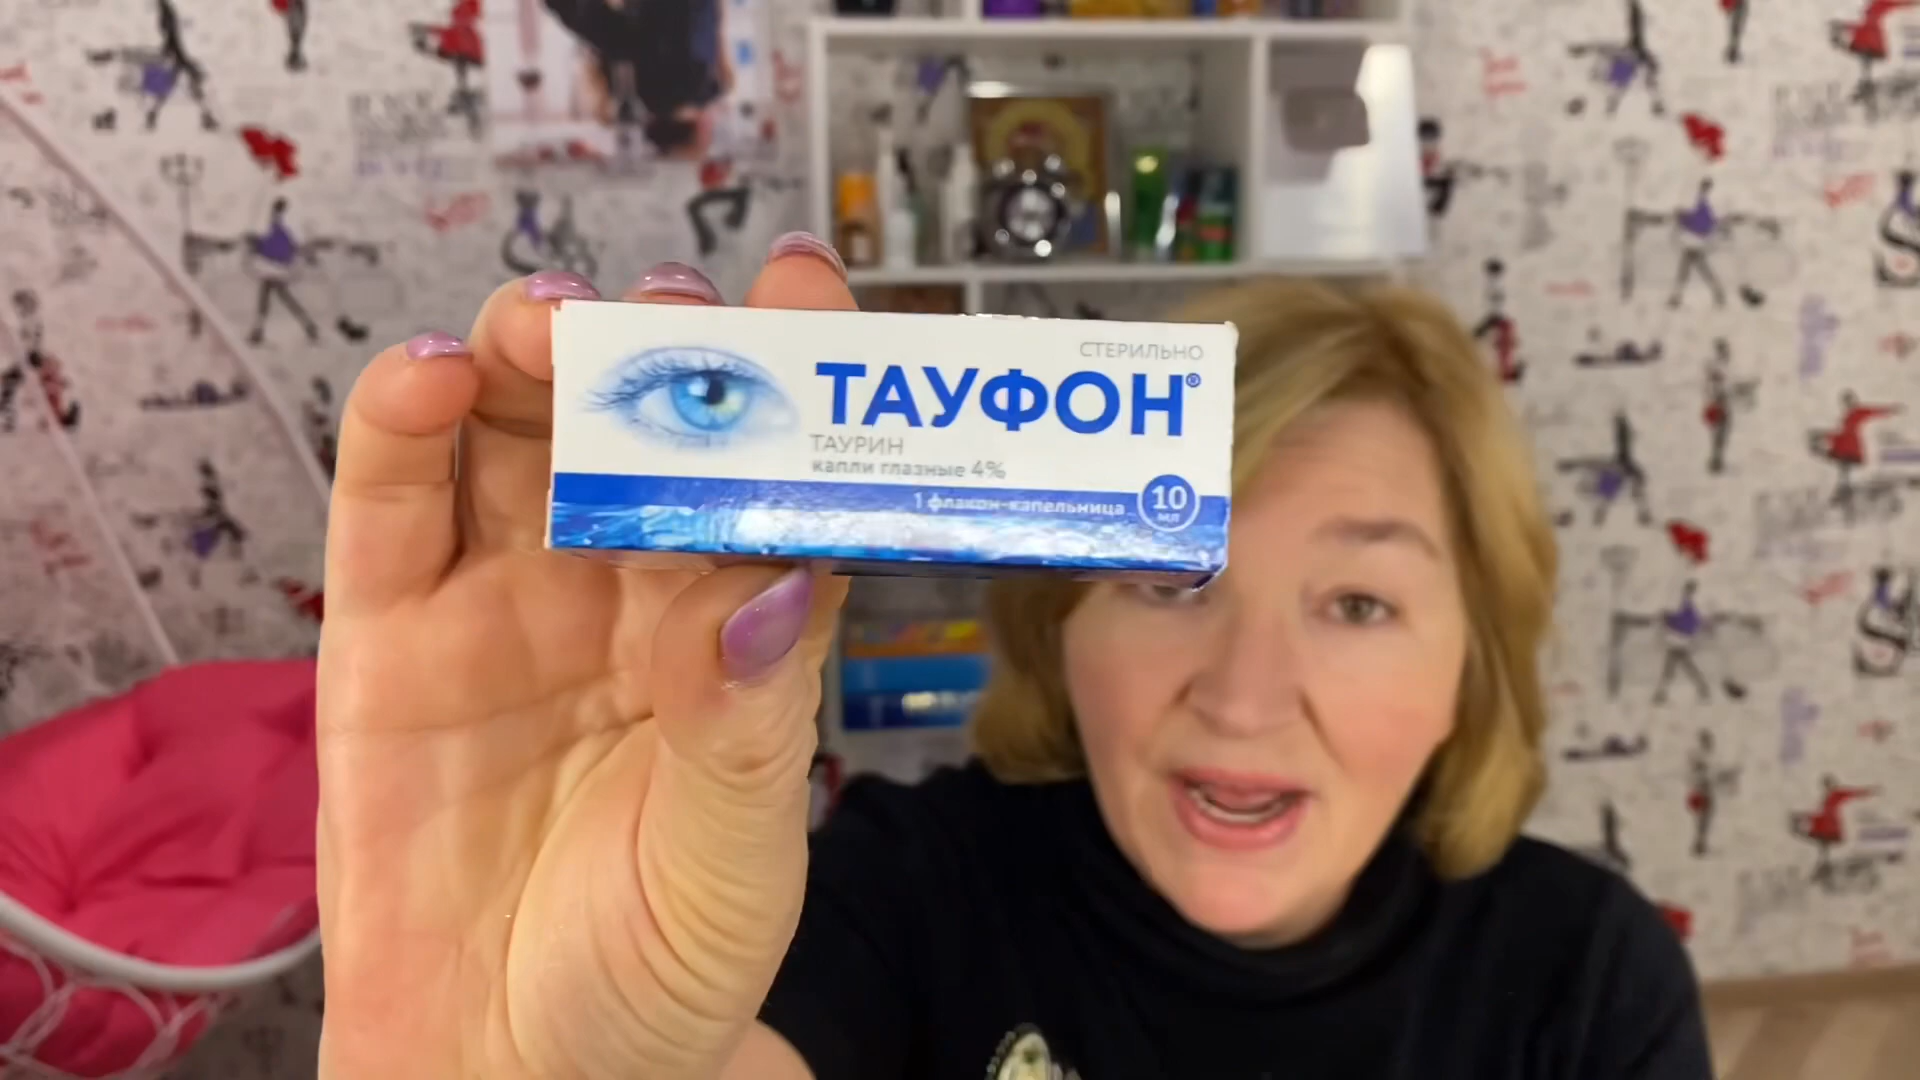 СТЕРИЛЬНО
ТАУФОН®
ТАУРИН
капли глазные 4%
1 флакон-капельница
10
мл